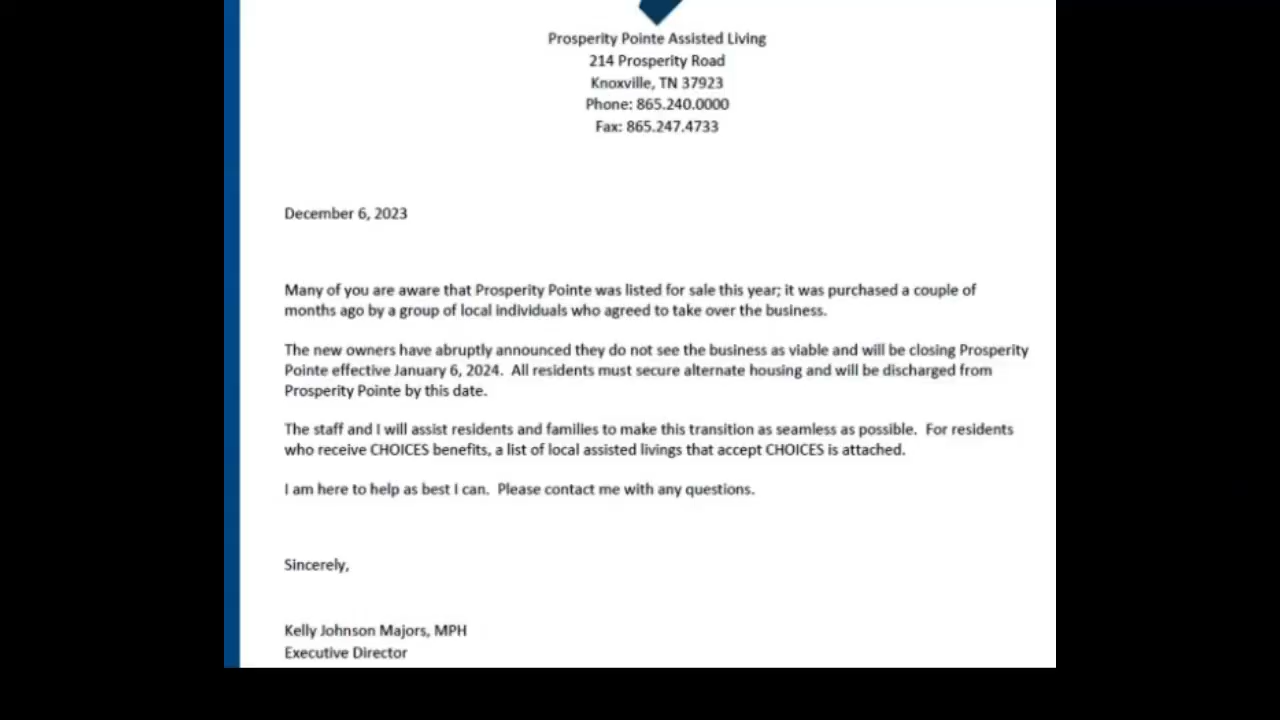 Prosperity Pointe Assisted Living
214 Prosperity Road
Knoxville, TN 37923
Phone: 865.240.0000
Fax: 865.247.4733
December 6, 2023
Many of you are aware that Prosperity Pointe was listed for sale this year; it was purchased a couple of
months ago by a group of local individuals who agreed to take over the business.
The new owners have abruptly announced they do not see the business as viable and will be closing Prosperity
Pointe effective January 6, 2024.  All residents must secure alternate housing and will be discharged from
Prosperity Pointe by this date.
The staff and I will assist residents and families to make this transition as seamless as possible.  For residents
who receive CHOICES benefits, a list of local assisted livings that accept CHOICES is attached.
I am here to help as best I can.  Please contact me with any questions.
Sincerely,
Kelly Johnson Majors, MPH
Executive Director